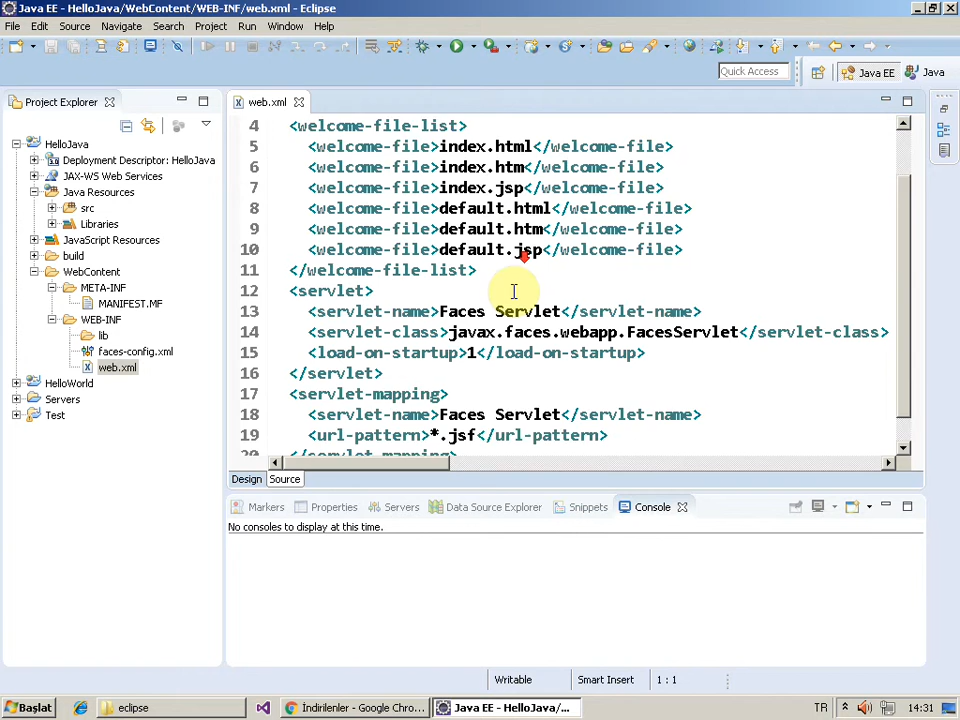 Java EE - HelloJava/WebContent/WEB-INF/web.xml - Eclipse
File Edit Source Navigate Search Project Run Window Help
Quick Access
Java EE
Java
Project Explorer
web.xml
HelloJava
Deployment Descriptor: HelloJava
JAX-WS Web Services
Java Resources
src
Libraries
JavaScript Resources
build
WebContent
META-INF
MANIFEST.MF
WEB-INF
lib
faces-config.xml
web.xml
HelloWorld
Servers
Test
4 <welcome-file-list>
5 <welcome-file>index.html</welcome-file>
6 <welcome-file>index.htm</welcome-file>
7 <welcome-file>index.jsp</welcome-file>
8 <welcome-file>default.html</welcome-file>
9 <welcome-file>default.htm</welcome-file>
10 <welcome-file>default.jsp</welcome-file>
11 </welcome-file-list>
12 <servlet>
13 <servlet-name>Faces Servlet</servlet-name>
14 <servlet-class>javax.faces.webapp.FacesServlet</servlet-class>
15 <load-on-startup>1</load-on-startup>
16 </servlet>
17 <servlet-mapping>
18 <servlet-name>Faces Servlet</servlet-name>
19 <url-pattern>*.jsf</url-pattern>
20 </servlet-mapping>
Design Source
Markers Properties Servers Data Source Explorer Snippets Console
No consoles to display at this time.
Writable Smart Insert 1 : 1
Başlat
eclipse
İndirilenler - Google Chro...
Java EE - HelloJava/...
TR
14:31